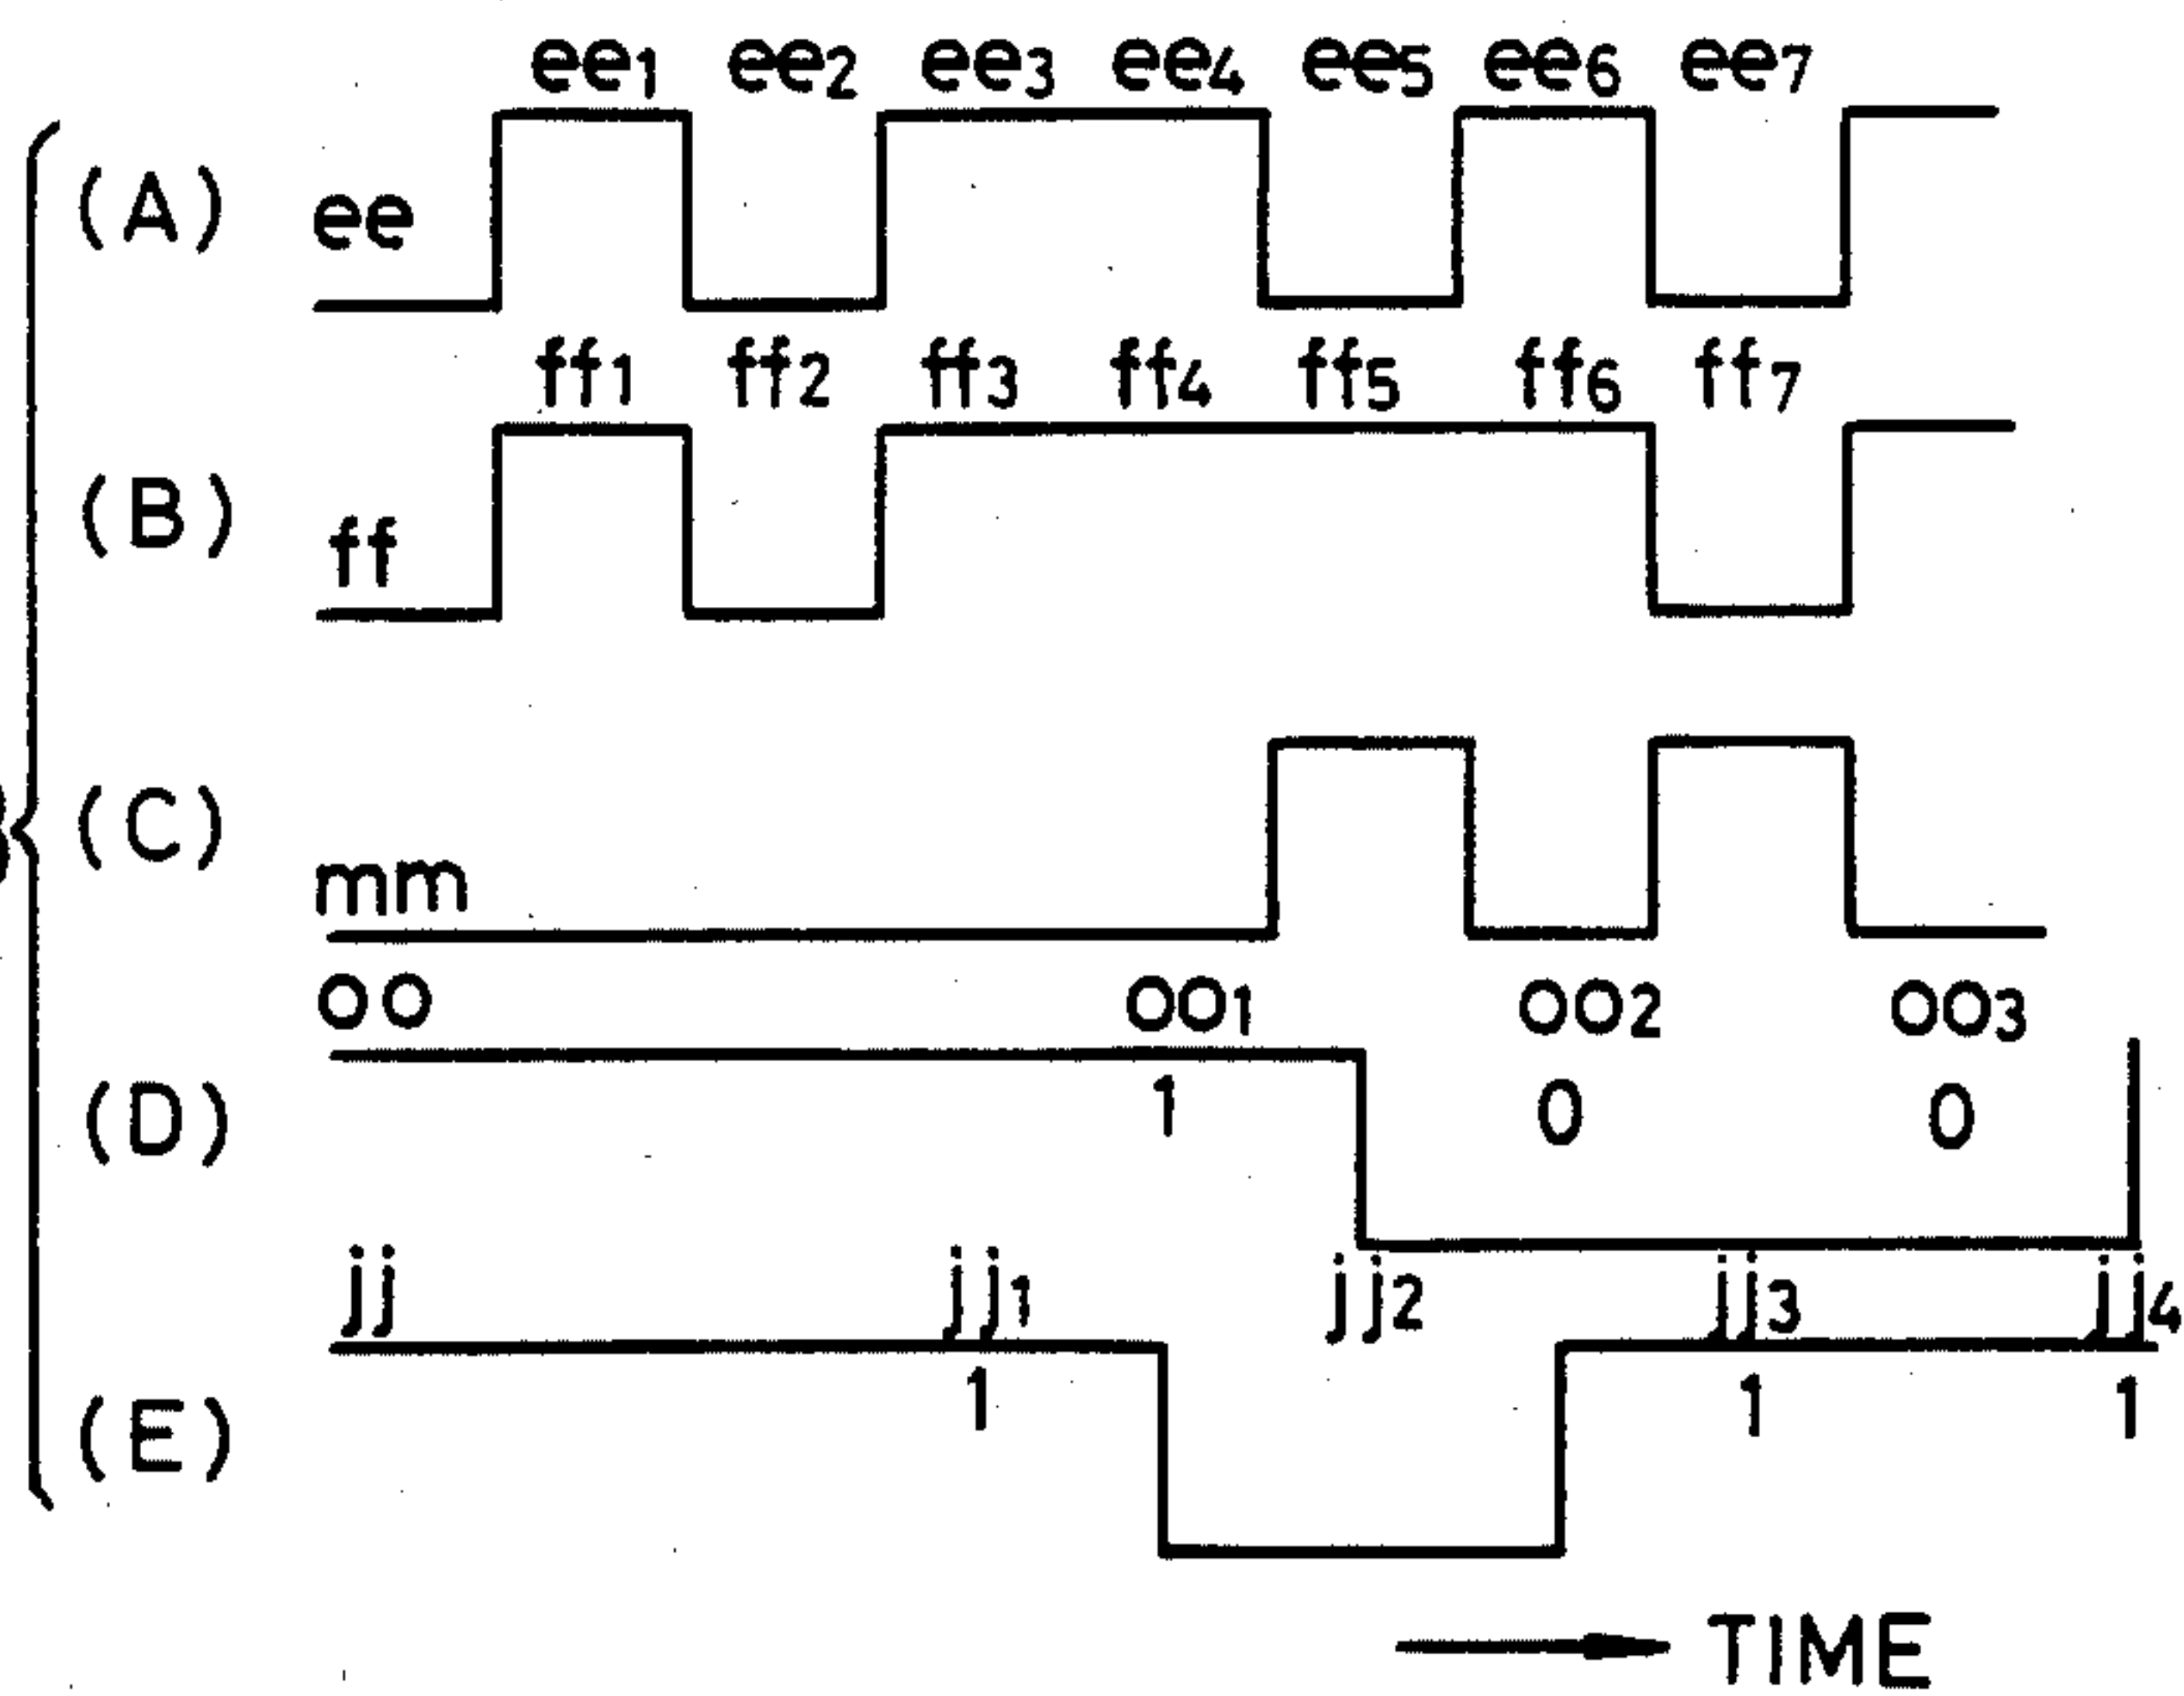 ee1 ee2 ee3 ee4 ee5 ee6 ee7
(A) ee
ff1 ff2 ff3 ff4 ff5 ff6 ff7
(B) ff
(C) mm
oo oo1 oo2 oo3
(D) 1 0 0
jj jj1 jj2 jj3 jj4
(E) 1 1 1
TIME